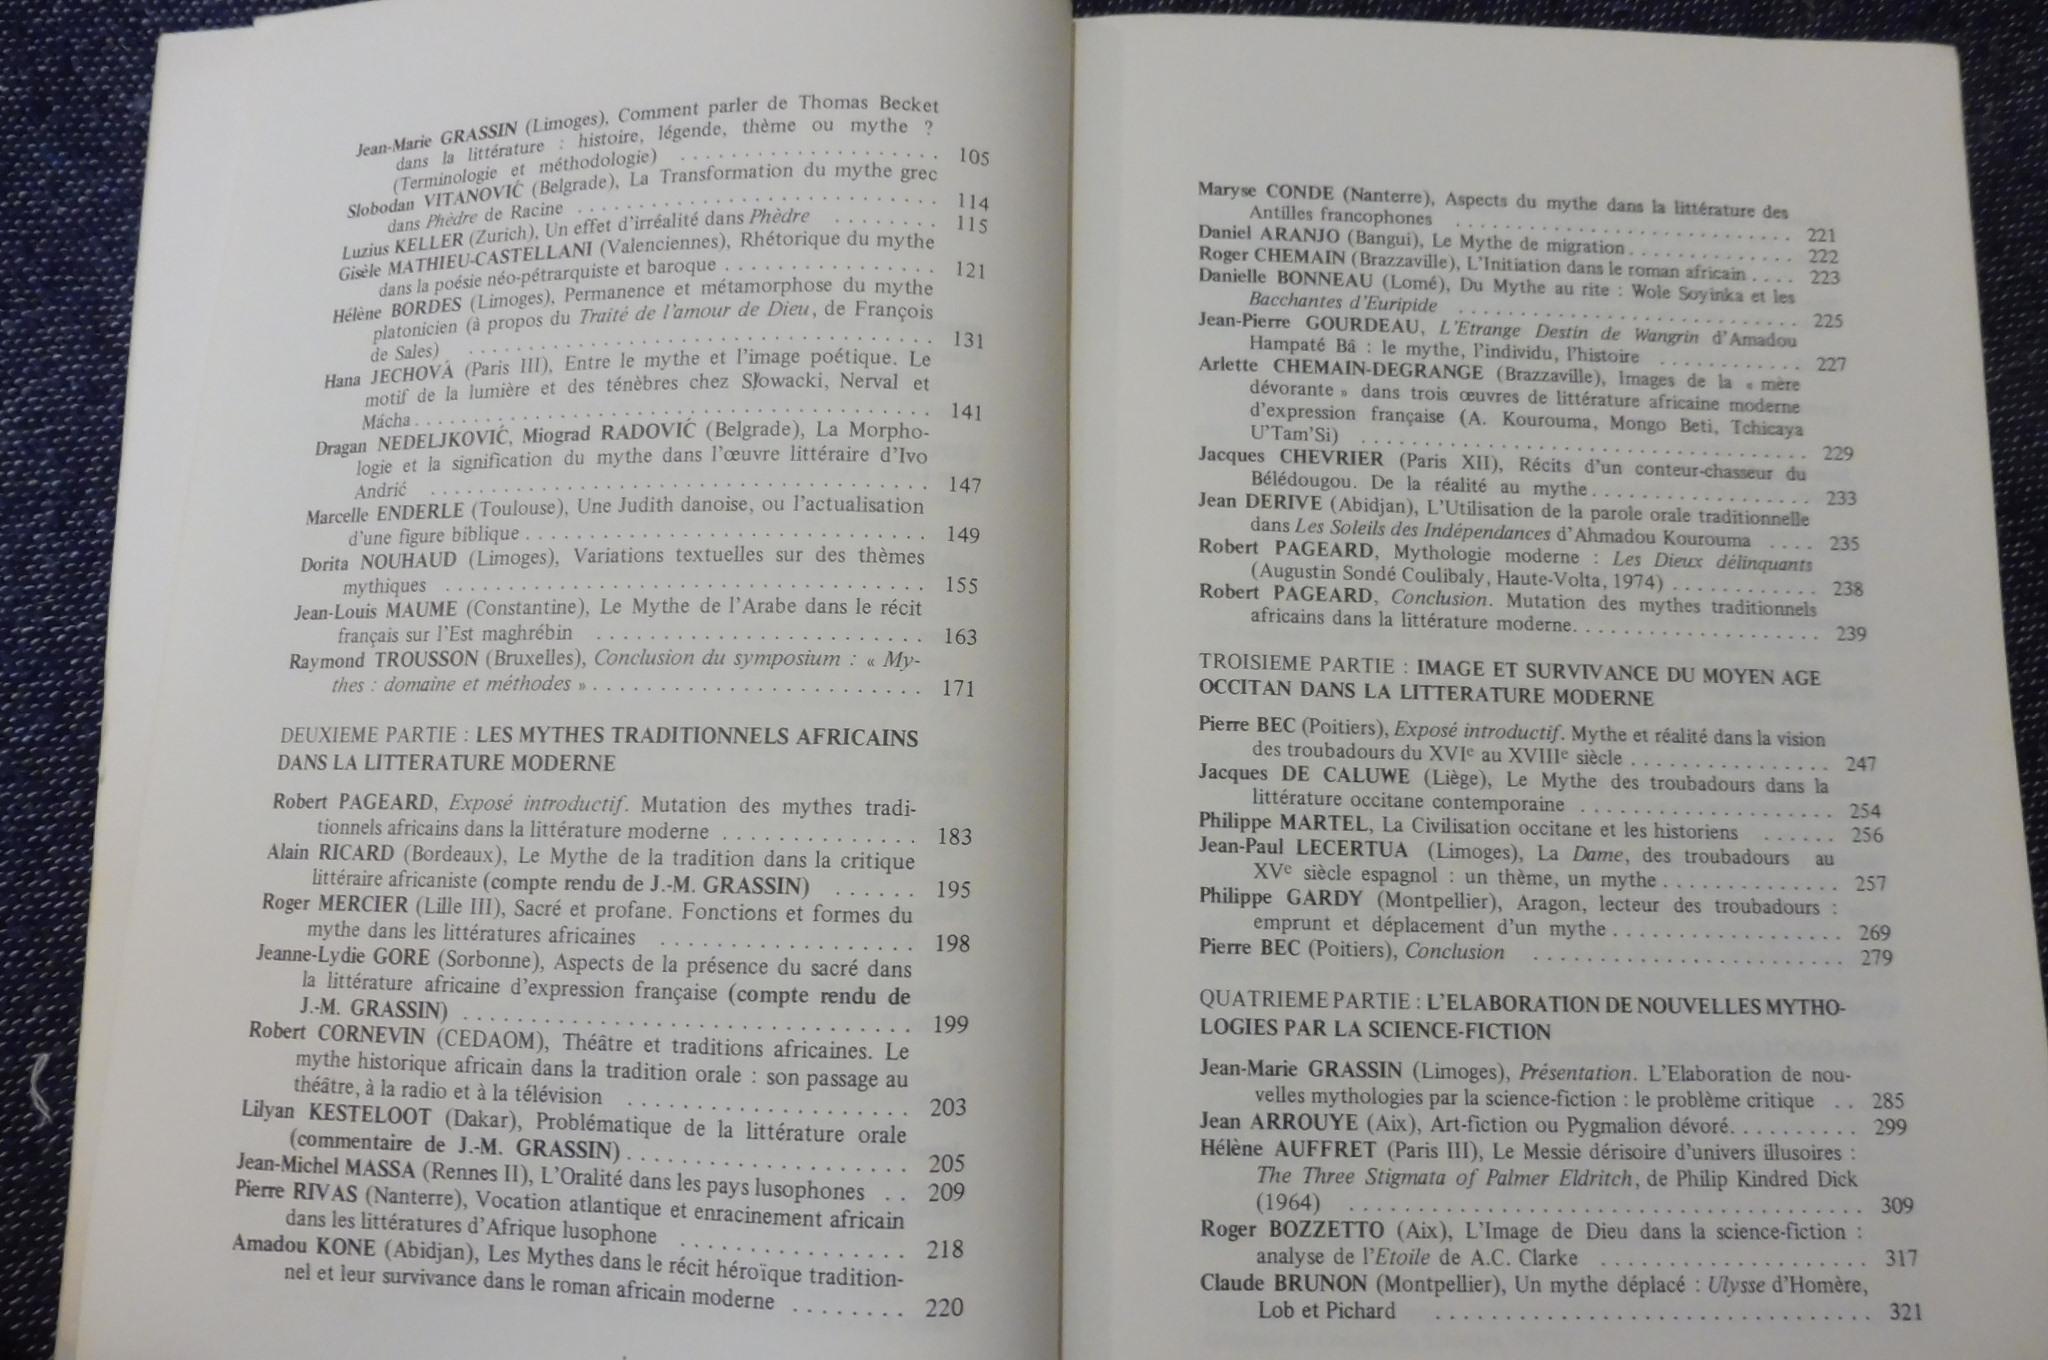 Jean-Marie GRASSIN (Limoges), Comment parler de Thomas Becket
dans la littérature : histoire, légende, thème ou mythe ?
(Terminologie et méthodologie) . . . . . . . . . . . . . . . . . . . . 105
Slobodan VITANOVIĆ (Belgrade), La Transformation du mythe grec
dans Phèdre de Racine . . . . . . . . . . . . . . . . . . . . . . . . . . . . 114
Luzius KELLER (Zurich), Un effet d'irréalité dans Phèdre . . . . . . . 115
Gisèle MATHIEU-CASTELLANI (Valenciennes), Rhétorique du mythe
dans la poésie néo-pétrarquiste et baroque . . . . . . . . . . . . . . . . 121
Hélène BORDES (Limoges), Permanence et métamorphose du mythe
platonicien (à propos du Traité de l'amour de Dieu, de François
de Sales) . . . . . . . . . . . . . . . . . . . . . . . . . . . . . . . . . . . . 131
Hana JECHOVÁ (Paris III), Entre le mythe et l'image poétique. Le
motif de la lumière et des ténèbres chez Słowacki, Nerval et
Mácha . . . . . . . . . . . . . . . . . . . . . . . . . . . . . . . . . . . . . . 141
Dragan NEDELJKOVIĆ, Miograd RADOVIĆ (Belgrade), La Morpho-
logie et la signification du mythe dans l'œuvre littéraire d'Ivo
Andrić . . . . . . . . . . . . . . . . . . . . . . . . . . . . . . . . . . . . . 147
Marcelle ENDERLE (Toulouse), Une Judith danoise, ou l'actualisation
d'une figure biblique . . . . . . . . . . . . . . . . . . . . . . . . . . . . . 149
Dorita NOUHAUD (Limoges), Variations textuelles sur des thèmes
mythiques . . . . . . . . . . . . . . . . . . . . . . . . . . . . . . . . . . . 155
Jean-Louis MAUME (Constantine), Le Mythe de l'Arabe dans le récit
français sur l'Est maghrébin . . . . . . . . . . . . . . . . . . . . . . . . 163
Raymond TROUSSON (Bruxelles), Conclusion du symposium : « My-
thes : domaine et méthodes » . . . . . . . . . . . . . . . . . . . . . . . . 171
DEUXIEME PARTIE : LES MYTHES TRADITIONNELS AFRICAINS
DANS LA LITTERATURE MODERNE
Robert PAGEARD, Exposé introductif. Mutation des mythes tradi-
tionnels africains dans la littérature moderne . . . . . . . . . . . . . 183
Alain RICARD (Bordeaux), Le Mythe de la tradition dans la critique
littéraire africaniste (compte rendu de J.-M. GRASSIN) . . . . . . 195
Roger MERCIER (Lille III), Sacré et profane. Fonctions et formes du
mythe dans les littératures africaines . . . . . . . . . . . . . . . . . . 198
Jeanne-Lydie GORE (Sorbonne), Aspects de la présence du sacré dans
la littérature africaine d'expression française (compte rendu de
J.-M. GRASSIN) . . . . . . . . . . . . . . . . . . . . . . . . . . . . . . . . 199
Robert CORNEVIN (CEDAOM), Théâtre et traditions africaines. Le
mythe historique africain dans la tradition orale : son passage au
théâtre, à la radio et à la télévision . . . . . . . . . . . . . . . . . . . 203
Lilyan KESTELOOT (Dakar), Problématique de la littérature orale
(commentaire de J.-M. GRASSIN) . . . . . . . . . . . . . . . . . . . . . 205
Jean-Michel MASSA (Rennes II), L'Oralité dans les pays lusophones . . 209
Pierre RIVAS (Nanterre), Vocation atlantique et enracinement africain
dans les littératures d'Afrique lusophone . . . . . . . . . . . . . . . 218
Amadou KONE (Abidjan), Les Mythes dans le récit héroïque tradition-
nel et leur survivance dans le roman africain moderne . . . . . . . . 220
Maryse CONDE (Nanterre), Aspects du mythe dans la littérature des
Antilles francophones . . . . . . . . . . . . . . . . . . . . . . . . . . . . 221
Daniel ARANJO (Bangui), Le Mythe de migration . . . . . . . . . . . . . . 222
Roger CHEMAIN (Brazzaville), L'Initiation dans le roman africain . . . . 223
Danielle BONNEAU (Lomé), Du Mythe au rite : Wole Soyinka et les
Bacchantes d'Euripide . . . . . . . . . . . . . . . . . . . . . . . . . . . . 225
Jean-Pierre GOURDEAU, L'Etrange Destin de Wangrin d'Amadou
Hampaté Bâ : le mythe, l'individu, l'histoire . . . . . . . . . . . . 227
Arlette CHEMAIN-DEGRANGE (Brazzaville), Images de la « mère
dévorante » dans trois œuvres de littérature africaine moderne
d'expression française (A. Kourouma, Mongo Beti, Tchicaya
U'Tam'Si) . . . . . . . . . . . . . . . . . . . . . . . . . . . . . . . . . . . . 229
Jacques CHEVRIER (Paris XII), Récits d'un conteur-chasseur du
Bélédougou. De la réalité au mythe . . . . . . . . . . . . . . . . . . . 233
Jean DERIVE (Abidjan), L'Utilisation de la parole orale traditionnelle
dans Les Soleils des Indépendances d'Ahmadou Kourouma . . . . 235
Robert PAGEARD, Mythologie moderne : Les Dieux délinquants
(Augustin Sondé Coulibaly, Haute-Volta, 1974) . . . . . . . . . . . . 238
Robert PAGEARD, Conclusion. Mutation des mythes traditionnels
africains dans la littérature moderne. . . . . . . . . . . . . . . . . . . . 239
TROISIEME PARTIE : IMAGE ET SURVIVANCE DU MOYEN AGE
OCCITAN DANS LA LITTERATURE MODERNE
Pierre BEC (Poitiers), Exposé introductif. Mythe et réalité dans la vision
des troubadours du XVIe au XVIIIe siècle . . . . . . . . . . . . . . . . 247
Jacques DE CALUWE (Liège), Le Mythe des troubadours dans la
littérature occitane contemporaine . . . . . . . . . . . . . . . . . . . . 254
Philippe MARTEL, La Civilisation occitane et les historiens . . . . . . 256
Jean-Paul LECERTUA (Limoges), La Dame, des troubadours au
XVe siècle espagnol : un thème, un mythe . . . . . . . . . . . . . . 257
Philippe GARDY (Montpellier), Aragon, lecteur des troubadours :
emprunt et déplacement d'un mythe . . . . . . . . . . . . . . . . . . . 269
Pierre BEC (Poitiers), Conclusion . . . . . . . . . . . . . . . . . . . . . . . . 279
QUATRIEME PARTIE : L'ELABORATION DE NOUVELLES MYTHO-
LOGIES PAR LA SCIENCE-FICTION
Jean-Marie GRASSIN (Limoges), Présentation. L'Elaboration de nou-
velles mythologies par la science-fiction : le problème critique . . 285
Jean ARROUYE (Aix), Art-fiction ou Pygmalion dévoré. . . . . . . . . . 299
Hélène AUFFRET (Paris III), Le Messie dérisoire d'univers illusoires :
The Three Stigmata of Palmer Eldritch, de Philip Kindred Dick
(1964) . . . . . . . . . . . . . . . . . . . . . . . . . . . . . . . . . . . . . . 309
Roger BOZZETTO (Aix), L'Image de Dieu dans la science-fiction :
analyse de l'Etoile de A.C. Clarke . . . . . . . . . . . . . . . . . . . . 317
Claude BRUNON (Montpellier), Un mythe déplacé : Ulysse d'Homère,
Lob et Pichard . . . . . . . . . . . . . . . . . . . . . . . . . . . . . . . . 321